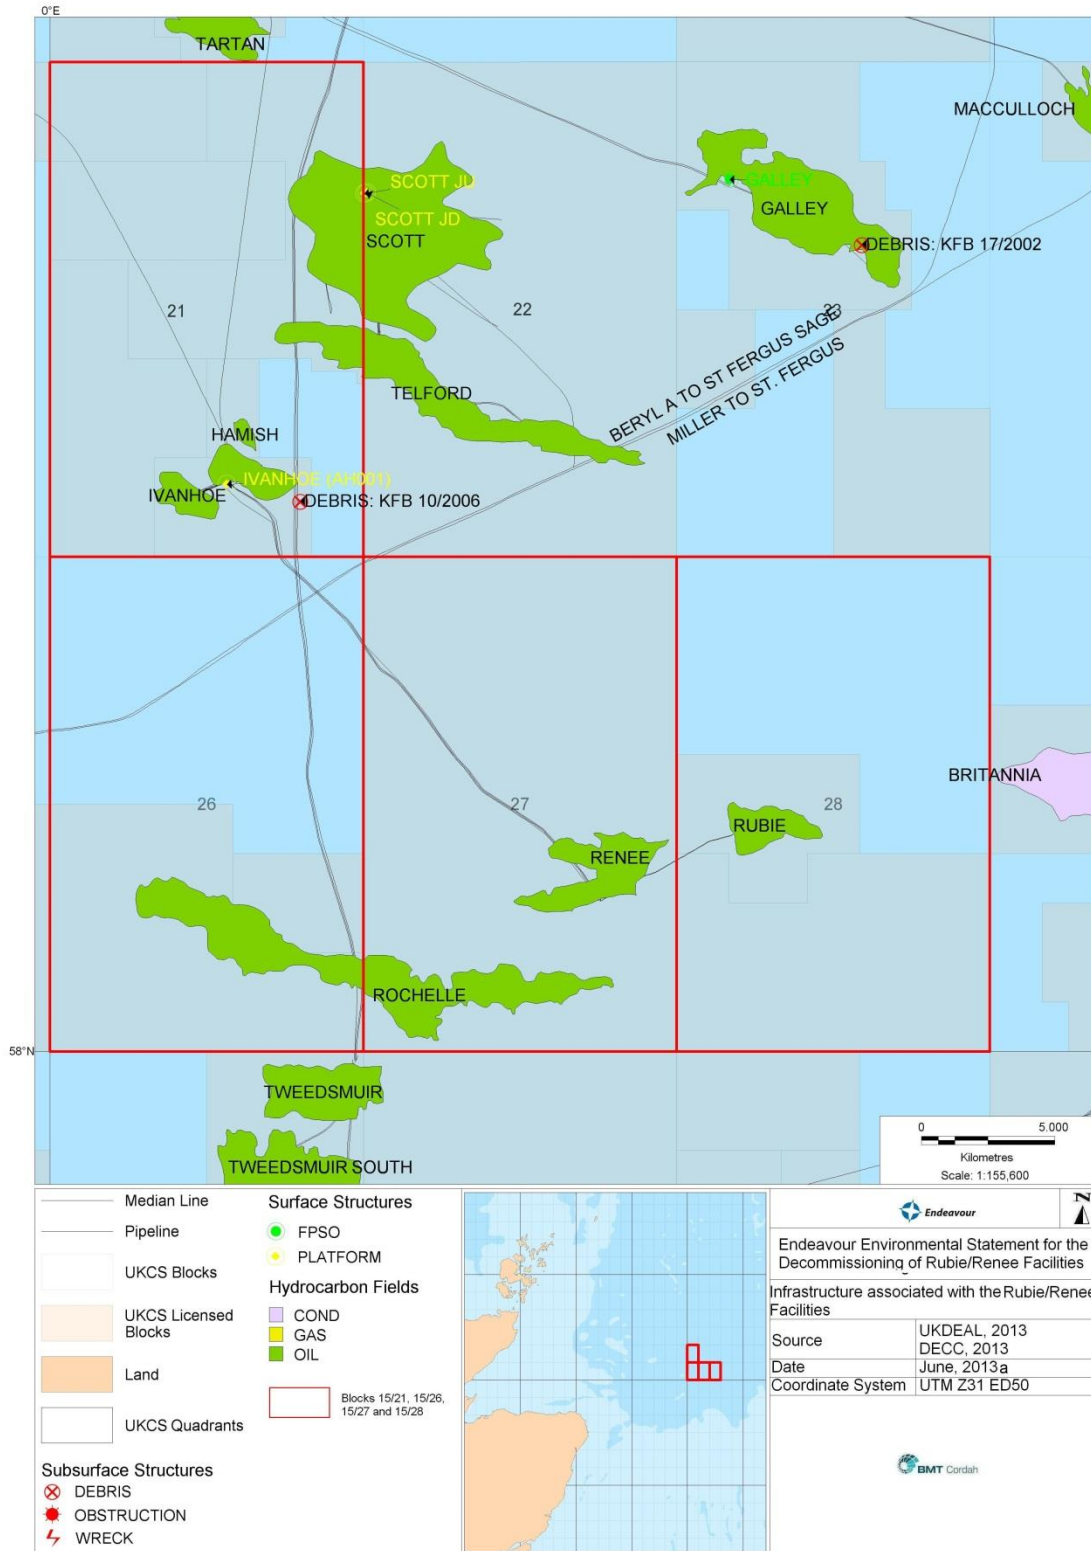 0°E
TARTAN
MACCULLOCH
SCOTT JU
GALLEY
SCOTT JD
GALLEY
SCOTT
DEBRIS: KFB 17/2002
21
22
BERYL A TO ST FERGUS SAGE
MILLER TO ST. FERGUS
TELFORD
HAMISH
IVANHOE (AH001)
IVANHOE
DEBRIS: KFB 10/2006
BRITANNIA
26
27
28
RUBIE
RENEE
ROCHELLE
58°N
TWEEDSMUIR
TWEEDSMUIR SOUTH
0 5.000
Kilometres
Scale: 1:155,600
Median Line
Pipeline
UKCS Blocks
UKCS Licensed
Blocks
Land
UKCS Quadrants
Subsurface Structures
DEBRIS
OBSTRUCTION
WRECK
Surface Structures
FPSO
PLATFORM
Hydrocarbon Fields
COND
GAS
OIL
Blocks 15/21, 15/26,
15/27 and 15/28
Endeavour
N
Endeavour Environmental Statement for the
Decommissioning of Rubie/Renee Facilities
Infrastructure associated with the Rubie/Renee
Facilities
Source UKDEAL, 2013
DECC, 2013
Date June, 2013a
Coordinate System UTM Z31 ED50
BMT Cordah